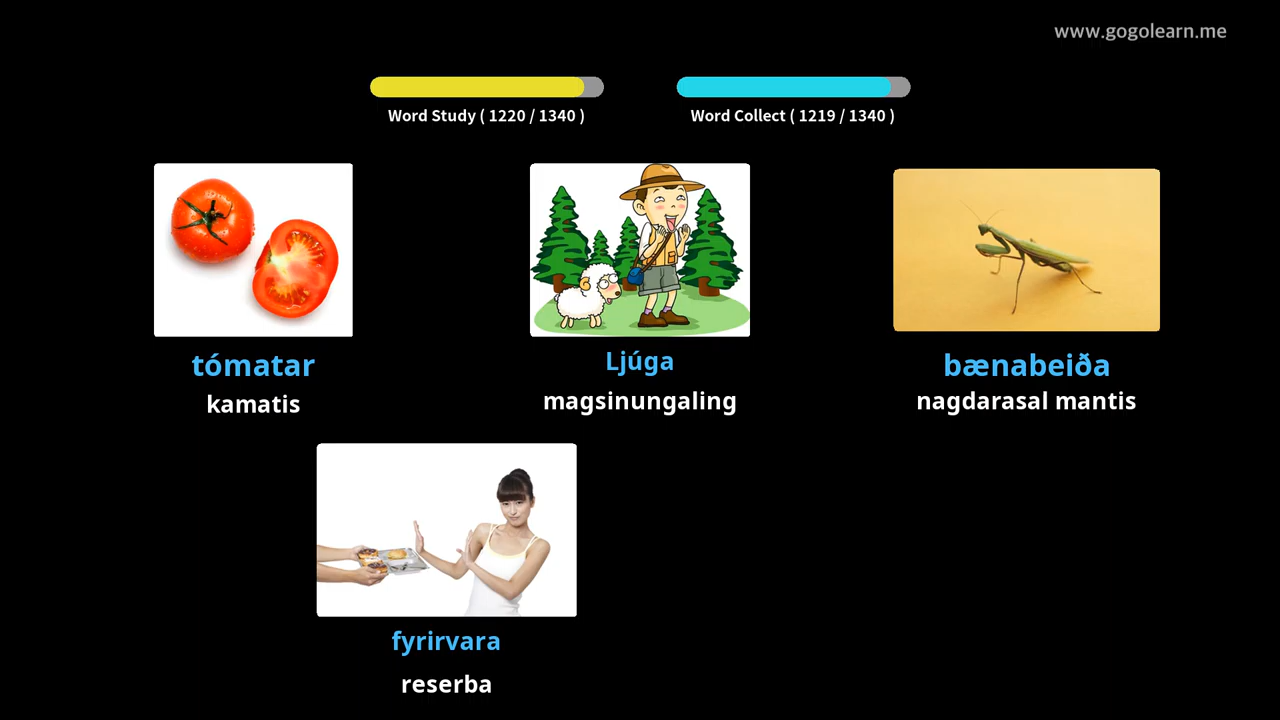 www.gogolearn.me
Word Study ( 1220 / 1340 )
Word Collect ( 1219 / 1340 )
tómatar
kamatis
Ljúga
magsinungaling
bænabeiða
nagdarasal mantis
fyrirvara
reserba